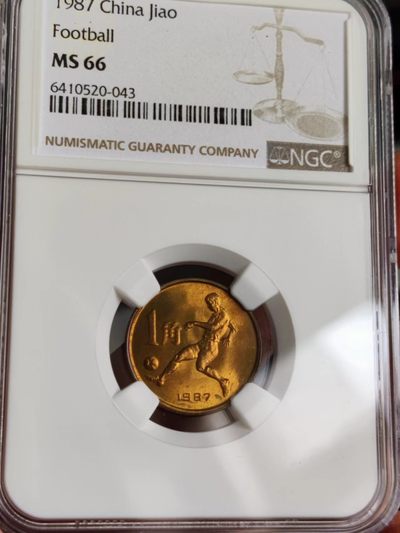 1987 China Jiao
Football
MS 66
6410520-043
NUMISMATIC GUARANTY COMPANY
NGC®
1角
1987